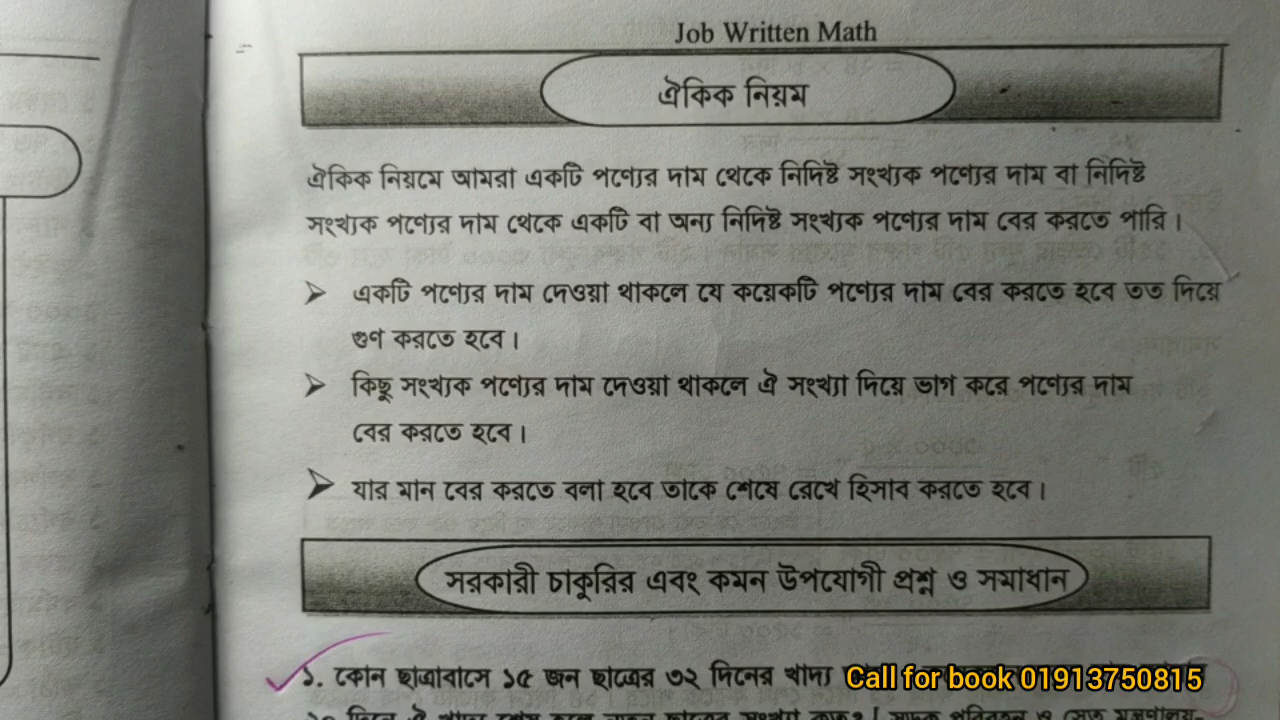 Job Written Math
ঐকিক নিয়ম
ঐকিক নিয়মে আমরা একটি পণ্যের দাম থেকে নির্দিষ্ট সংখ্যক পণ্যের দাম বা নির্দিষ্ট
সংখ্যক পণ্যের দাম থেকে একটি বা অন্য নির্দিষ্ট সংখ্যক পণ্যের দাম বের করতে পারি।
➢ একটি পণ্যের দাম দেওয়া থাকলে যে কয়েকটি পণ্যের দাম বের করতে হবে তত দিয়ে
গুণ করতে হবে।
➢ কিছু সংখ্যক পণ্যের দাম দেওয়া থাকলে ঐ সংখ্যা দিয়ে ভাগ করে পণ্যের দাম
বের করতে হবে।
➢ যার মান বের করতে বলা হবে তাকে শেষে রেখে হিসাব করতে হবে।
সরকারী চাকুরির এবং কমন উপযোগী প্রশ্ন ও সমাধান
১. কোন ছাত্রাবাসে ১৫ জন ছাত্রের ৩২ দিনের খাদ্য
Call for book 01913750815